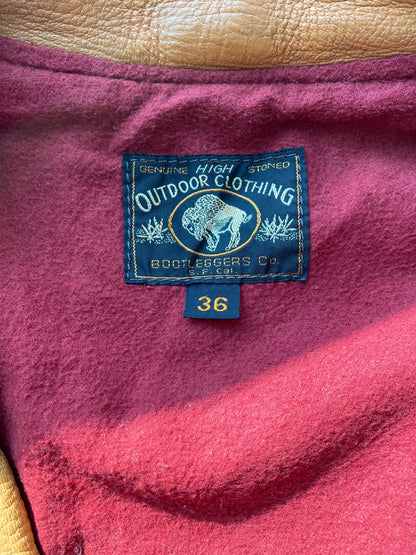 GENUINE HIGH STONED
OUTDOOR CLOTHING
BOOTLEGGERS Co.
S.F. Cal.
36